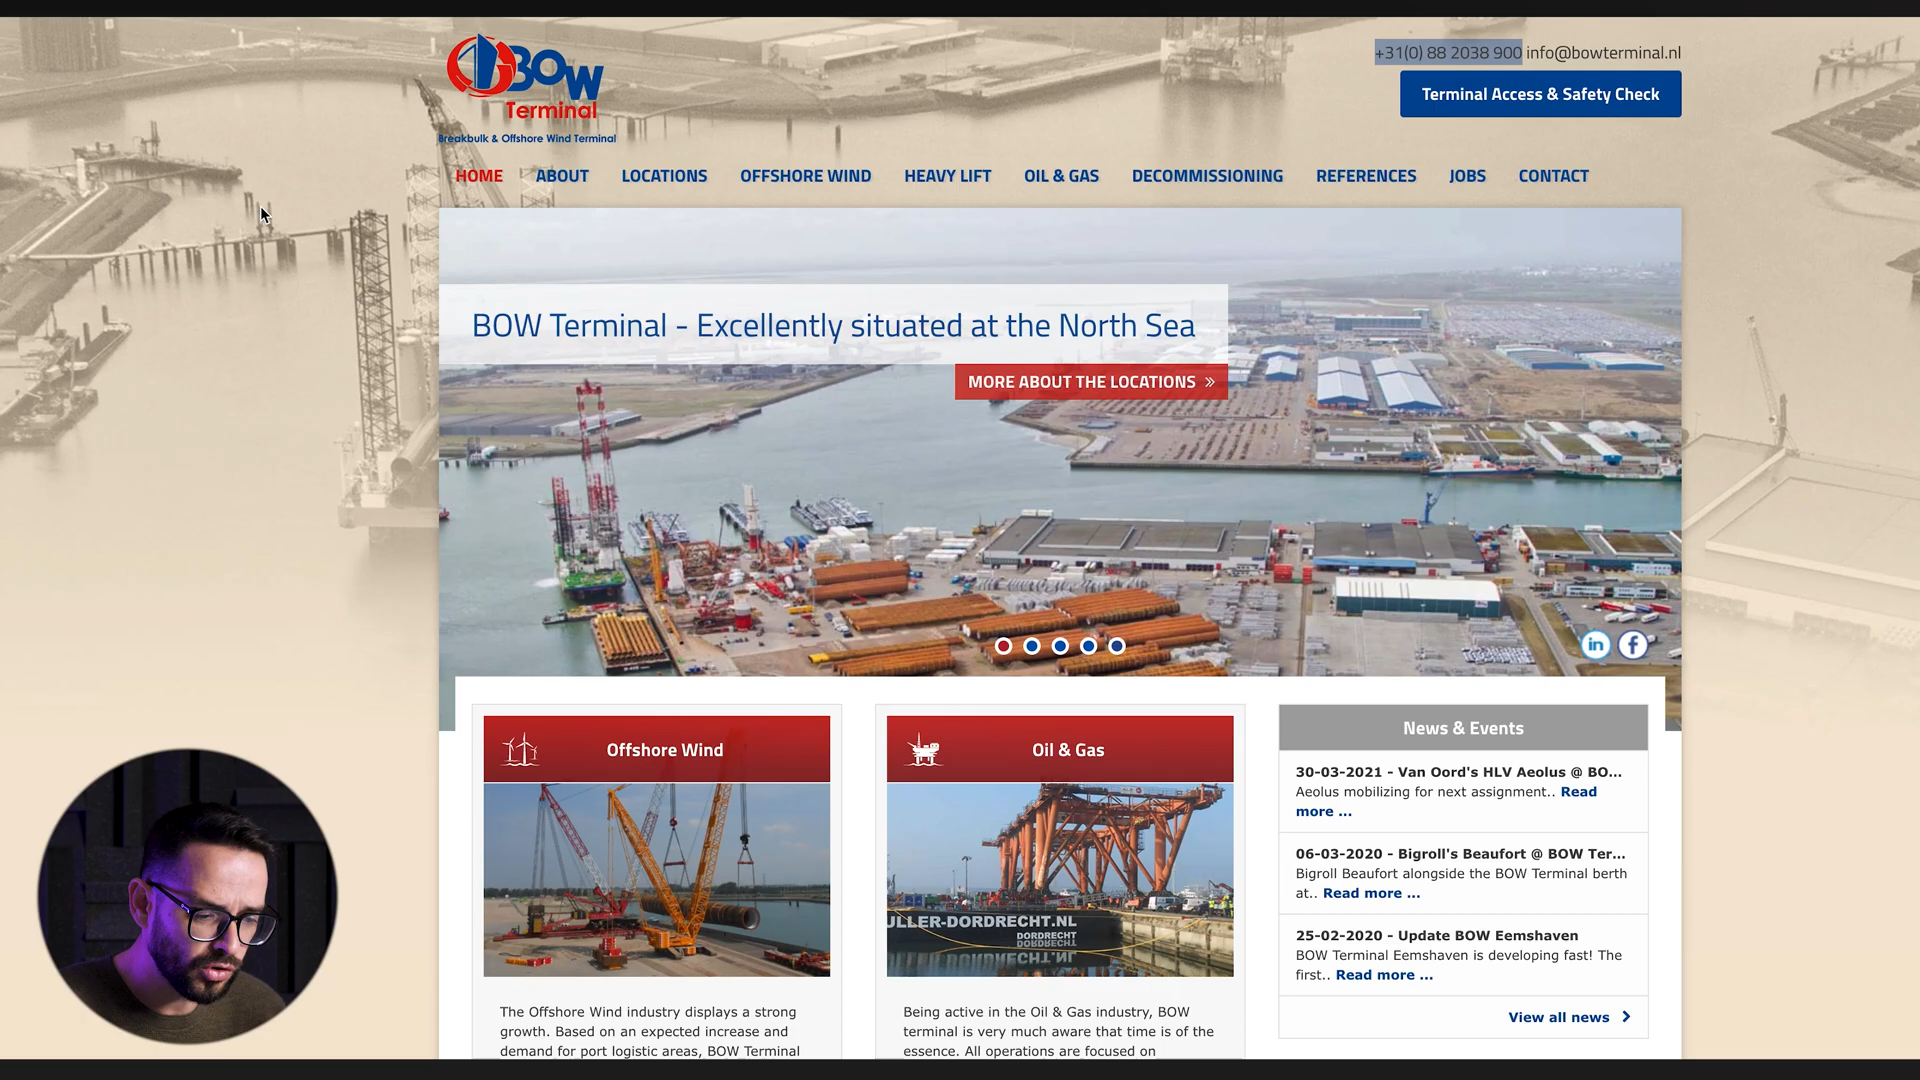 BOW
Terminal
Breakbulk & Offshore Wind Terminal
+31(0) 88 2038 900 info@bowterminal.nl
Terminal Access & Safety Check
HOME ABOUT LOCATIONS OFFSHORE WIND HEAVY LIFT OIL & GAS DECOMMISSIONING REFERENCES JOBS CONTACT
BOW Terminal - Excellently situated at the North Sea
MORE ABOUT THE LOCATIONS »
in f
Offshore Wind
The Offshore Wind industry displays a strong
growth. Based on an expected increase and
demand for port logistic areas, BOW Terminal
Oil & Gas
ULLER-DORDRECHT.NL
DORDRECHT
Being active in the Oil & Gas industry, BOW
terminal is very much aware that time is of the
essence. All operations are focused on
News & Events
30-03-2021 - Van Oord's HLV Aeolus @ BO...
Aeolus mobilizing for next assignment.. Read
more ...
06-03-2020 - Bigroll's Beaufort @ BOW Ter...
Bigroll Beaufort alongside the BOW Terminal berth
at.. Read more ...
25-02-2020 - Update BOW Eemshaven
BOW Terminal Eemshaven is developing fast! The
first.. Read more ...
View all news